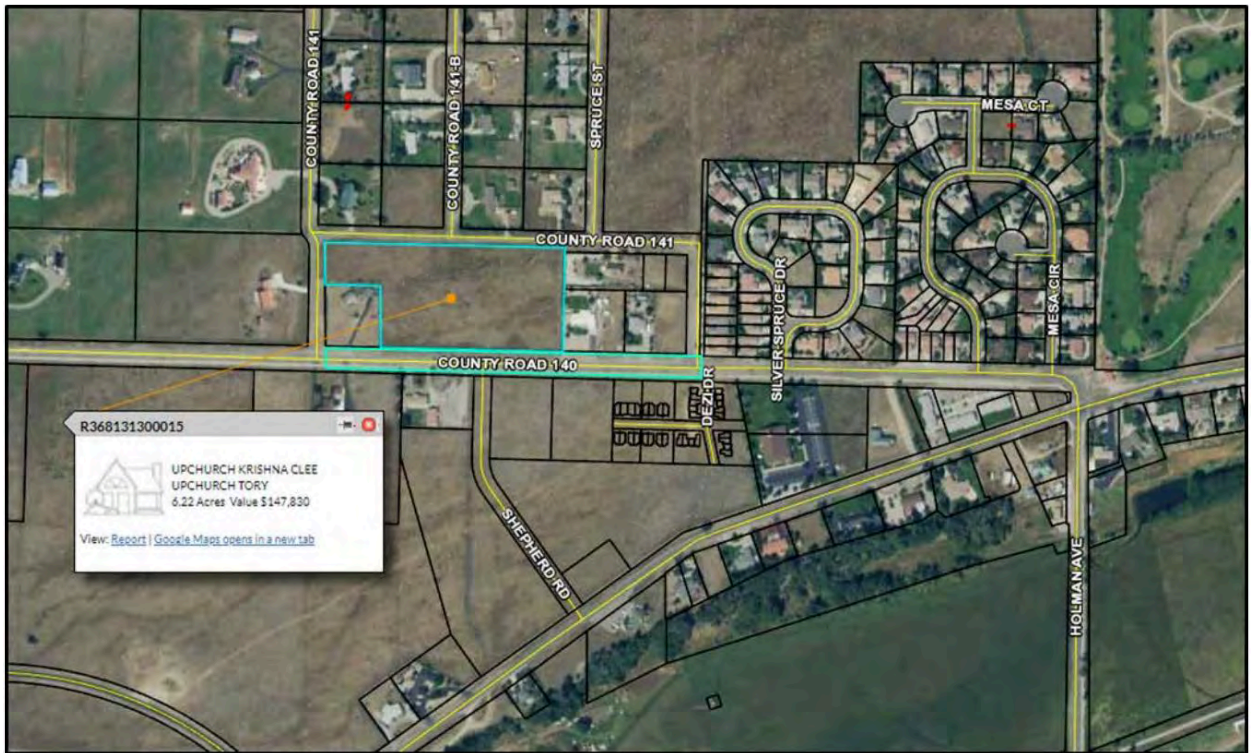 COUNTY ROAD 141
COUNTY ROAD 141-B
SPRUCE ST
MESA CT
COUNTY ROAD 141
SILVER SPRUCE DR
MESA CIR
COUNTY ROAD 140
DEZI DR
R368131300015
UPCHURCH KRISHNA CLEE
UPCHURCH TORY
6.22 Acres Value $147,830
View: Report | Google Maps opens in a new tab
SHEPHERD RD
HOLMAN AVE